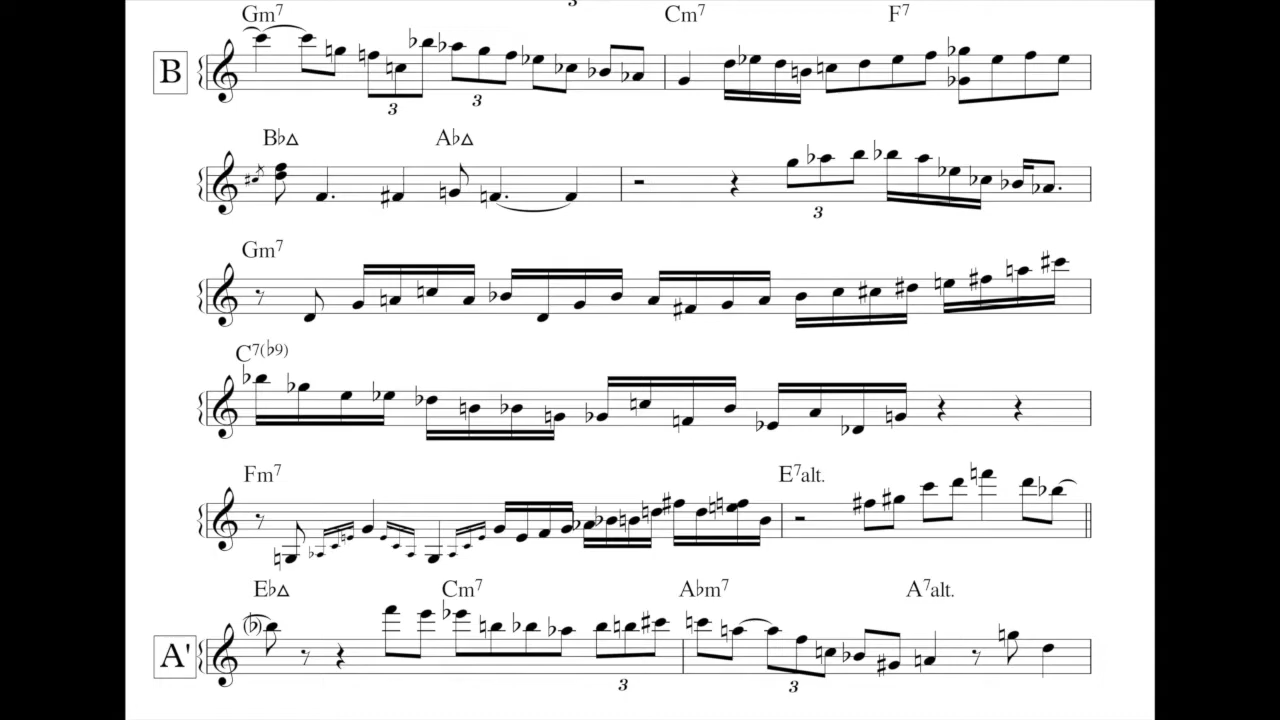 3
Gm7 Cm7 F7
B
3 3
B♭△ A♭△
3
Gm7
C7(♭9)
Fm7 E7alt.
E♭△ Cm7 A♭m7 A7alt.
(♭)
A'
3 3